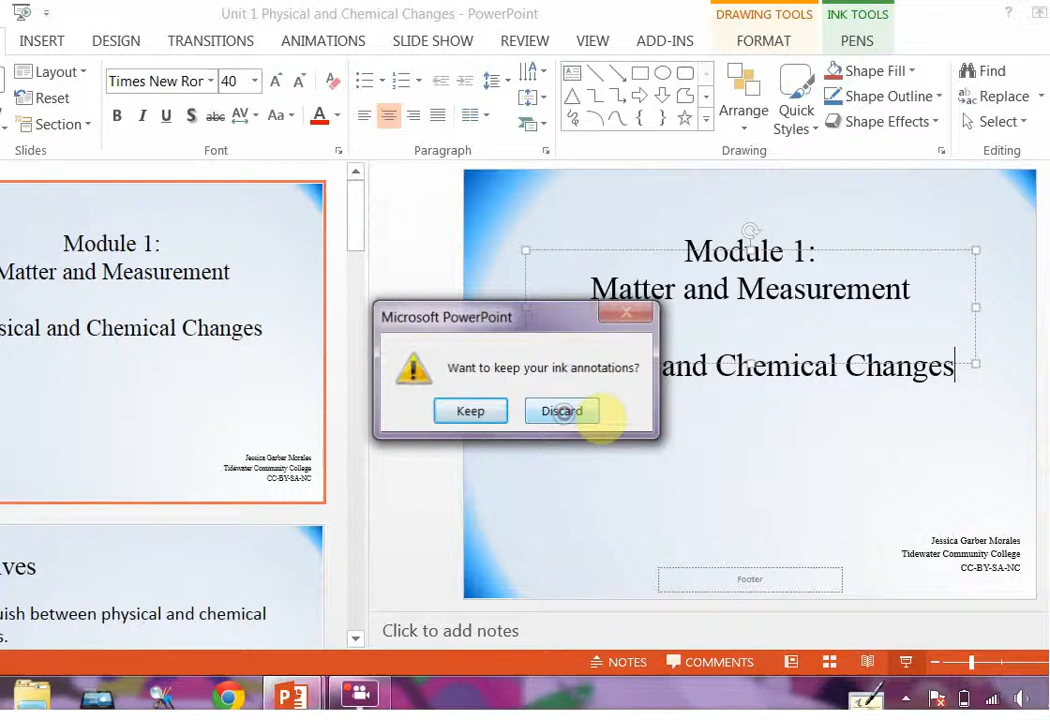 Unit 1 Physical and Chemical Changes - PowerPoint
DRAWING TOOLS
INK TOOLS
?
INSERT
DESIGN
TRANSITIONS
ANIMATIONS
SLIDE SHOW
REVIEW
VIEW
ADD-INS
FORMAT
PENS
Layout
Reset
Section
Slides
Times New Ror
40
B I U S abc AV Aa A
Font
Paragraph
Arrange
Quick
Styles
Shape Fill
Shape Outline
Shape Effects
Drawing
Find
Replace
Select
Editing
Module 1:
Matter and Measurement
sical and Chemical Changes
Jessica Garber Morales
Tidewater Community College
CC-BY-SA-NC
ves
uish between physical and chemical
s.
Module 1:
Matter and Measurement
and Chemical Changes
Jessica Garber Morales
Tidewater Community College
CC-BY-SA-NC
Footer
Microsoft PowerPoint
Want to keep your ink annotations?
Keep
Discard
Click to add notes
NOTES
COMMENTS